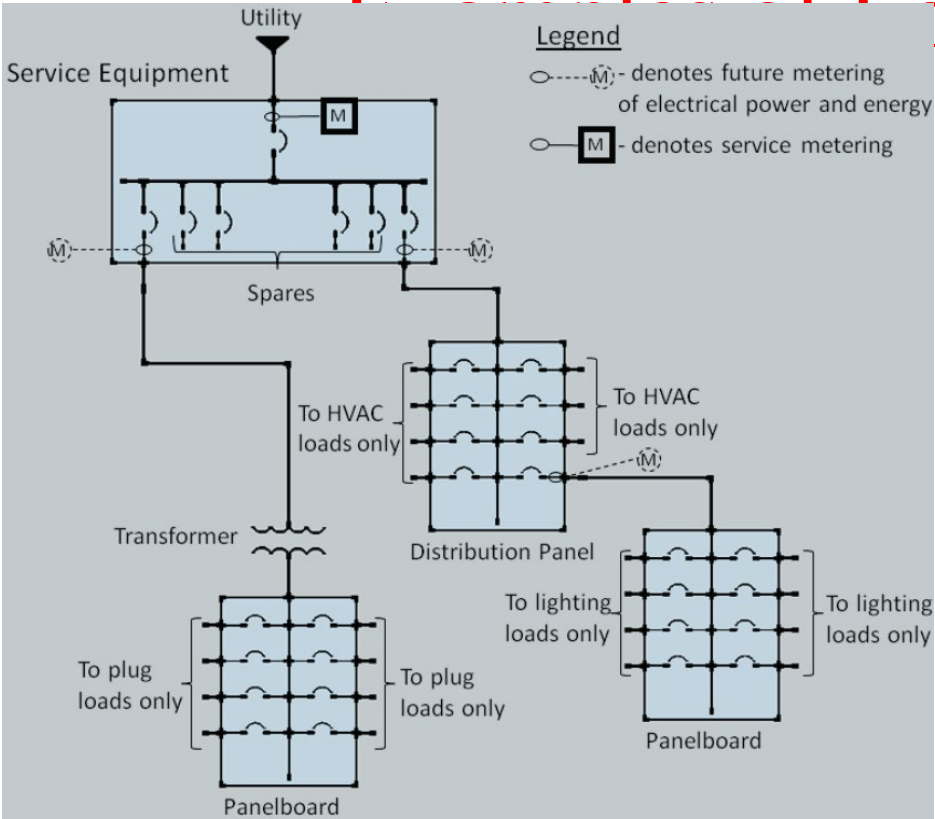 Utility
Legend
Service Equipment
M - denotes future metering
of electrical power and energy
M
M - denotes service metering
M
M
Spares
To HVAC
loads only
To HVAC
loads only
M
Transformer
Distribution Panel
To lighting
loads only
To lighting
loads only
To plug
loads only
To plug
loads only
Panelboard
Panelboard